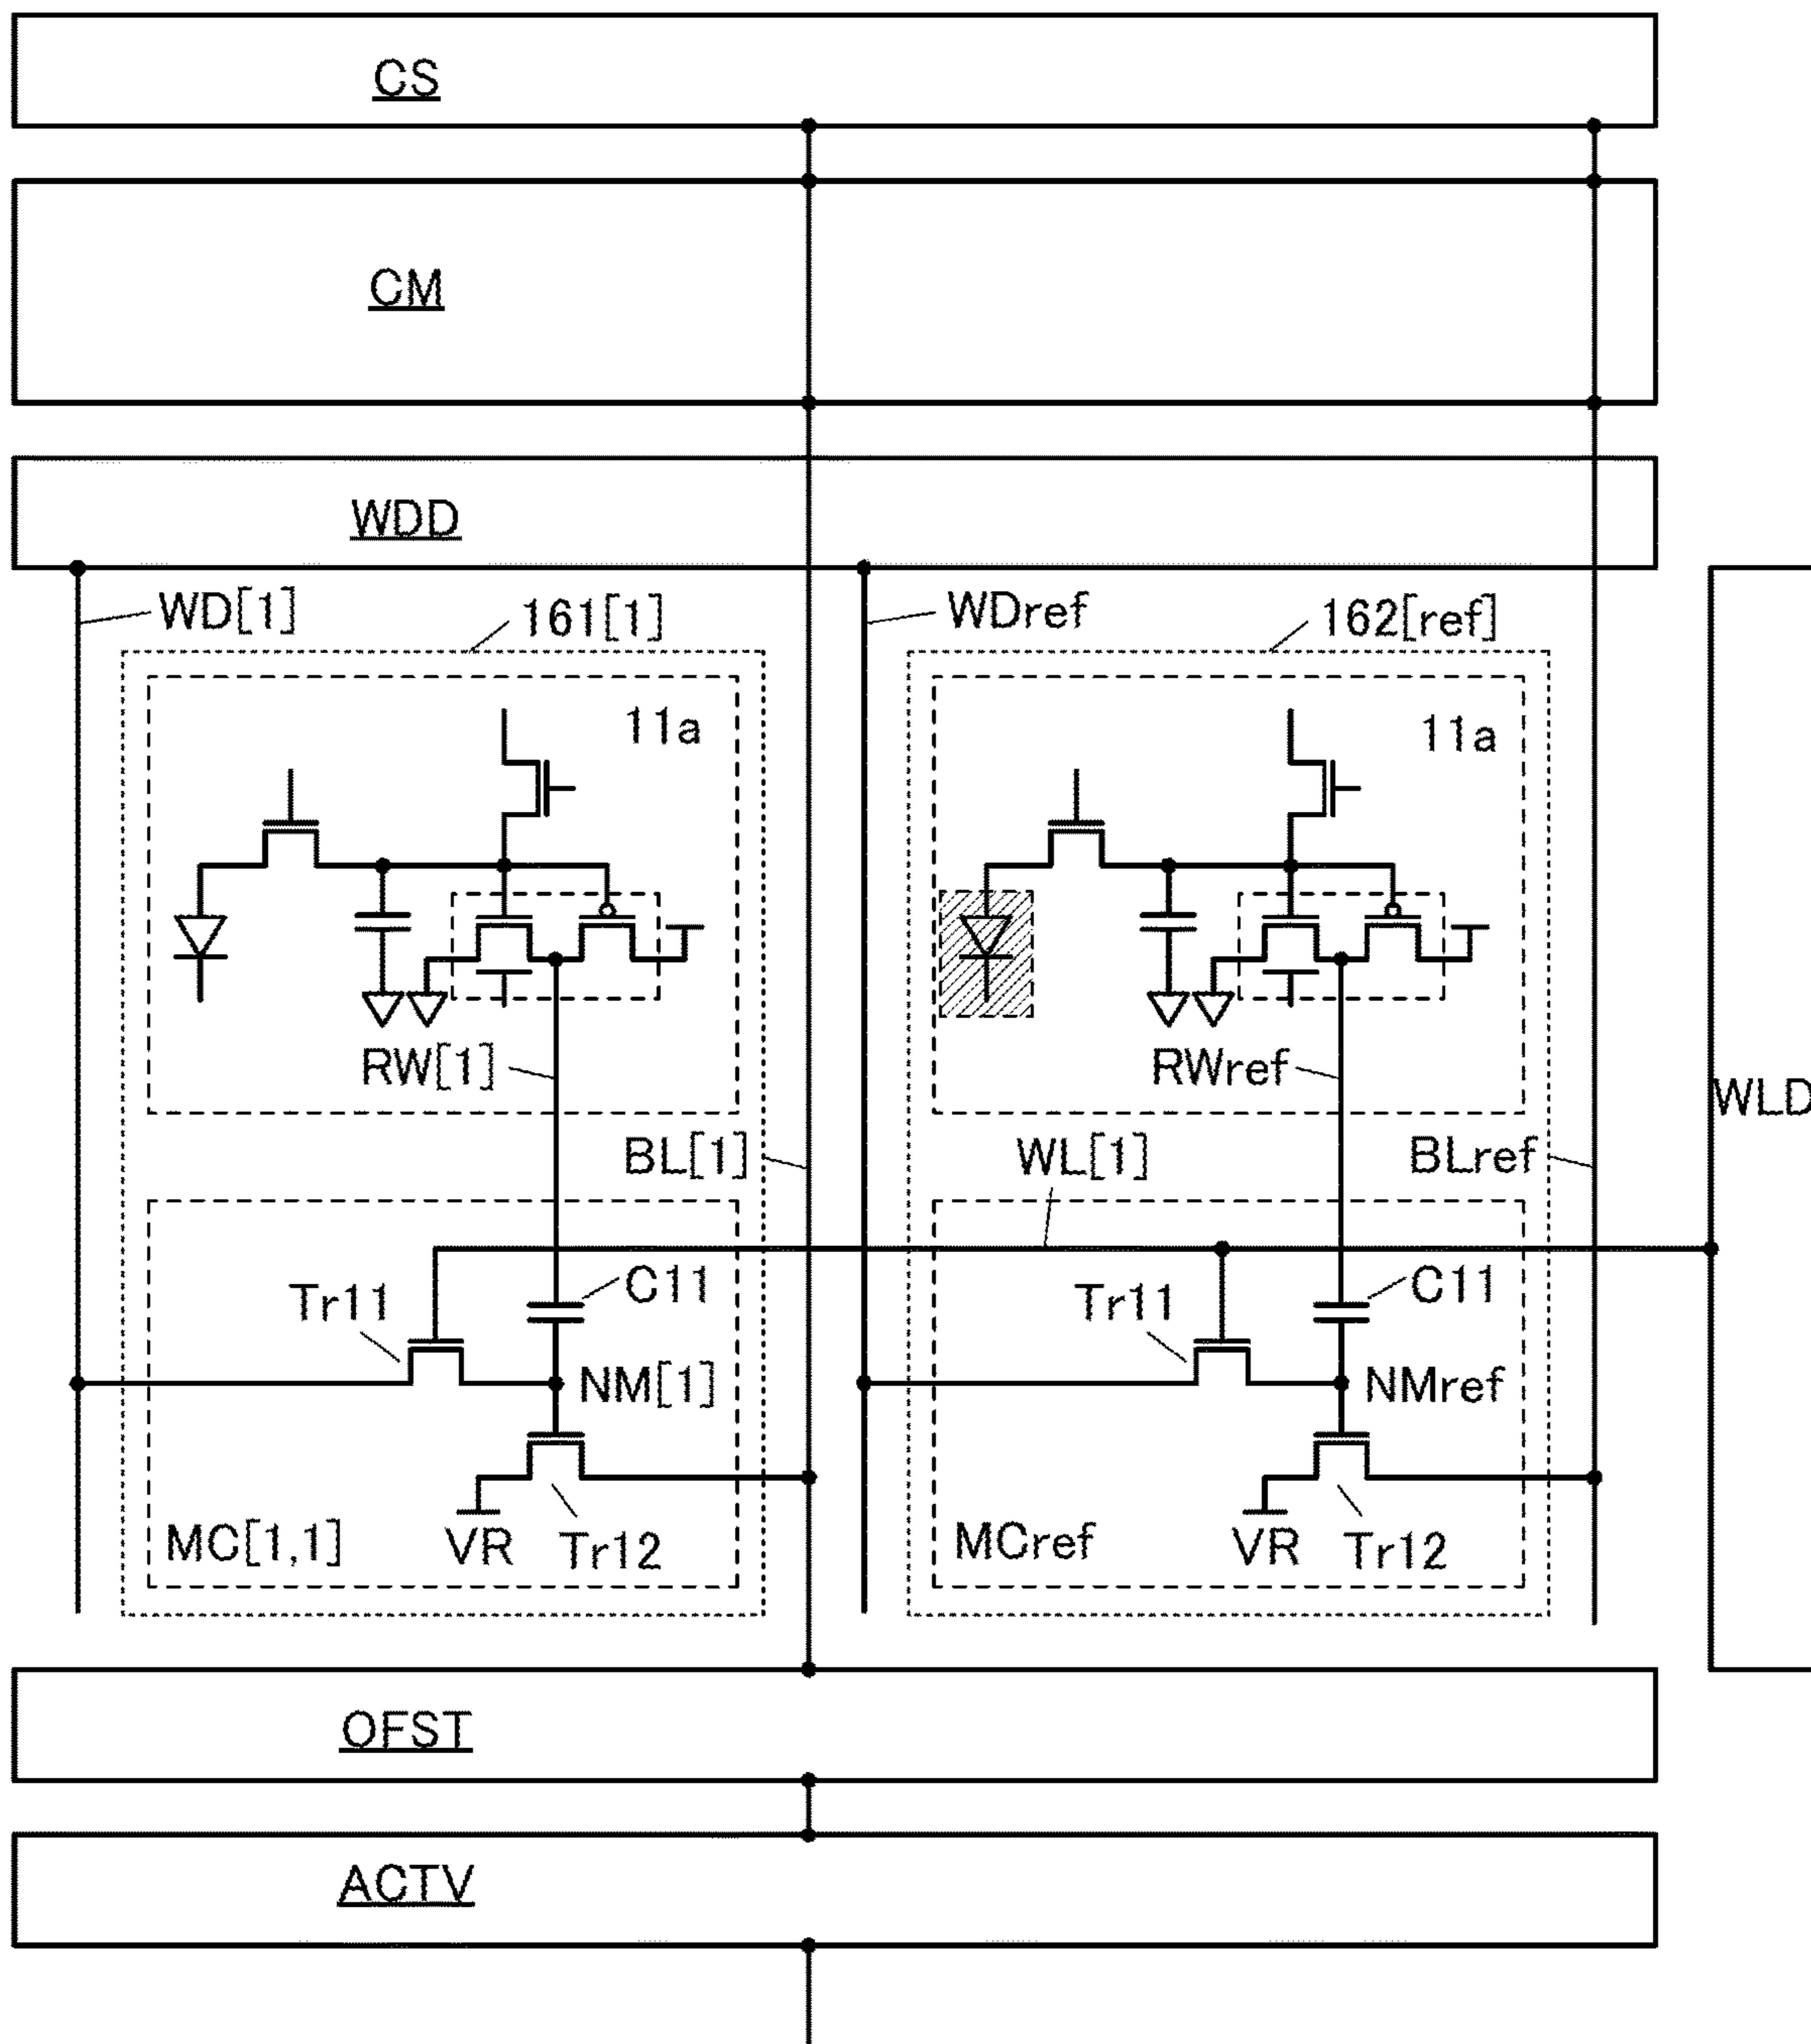 CS
CM
WDD
WD[1]
161[1]
WDref
162[ref]
11a
11a
RW[1]
RWref
WLD
BL[1]
WL[1]
BLref
Tr11
C11
Tr11
C11
NM[1]
NMref
MC[1,1]
VR
Tr12
MCref
VR
Tr12
OFST
ACTV